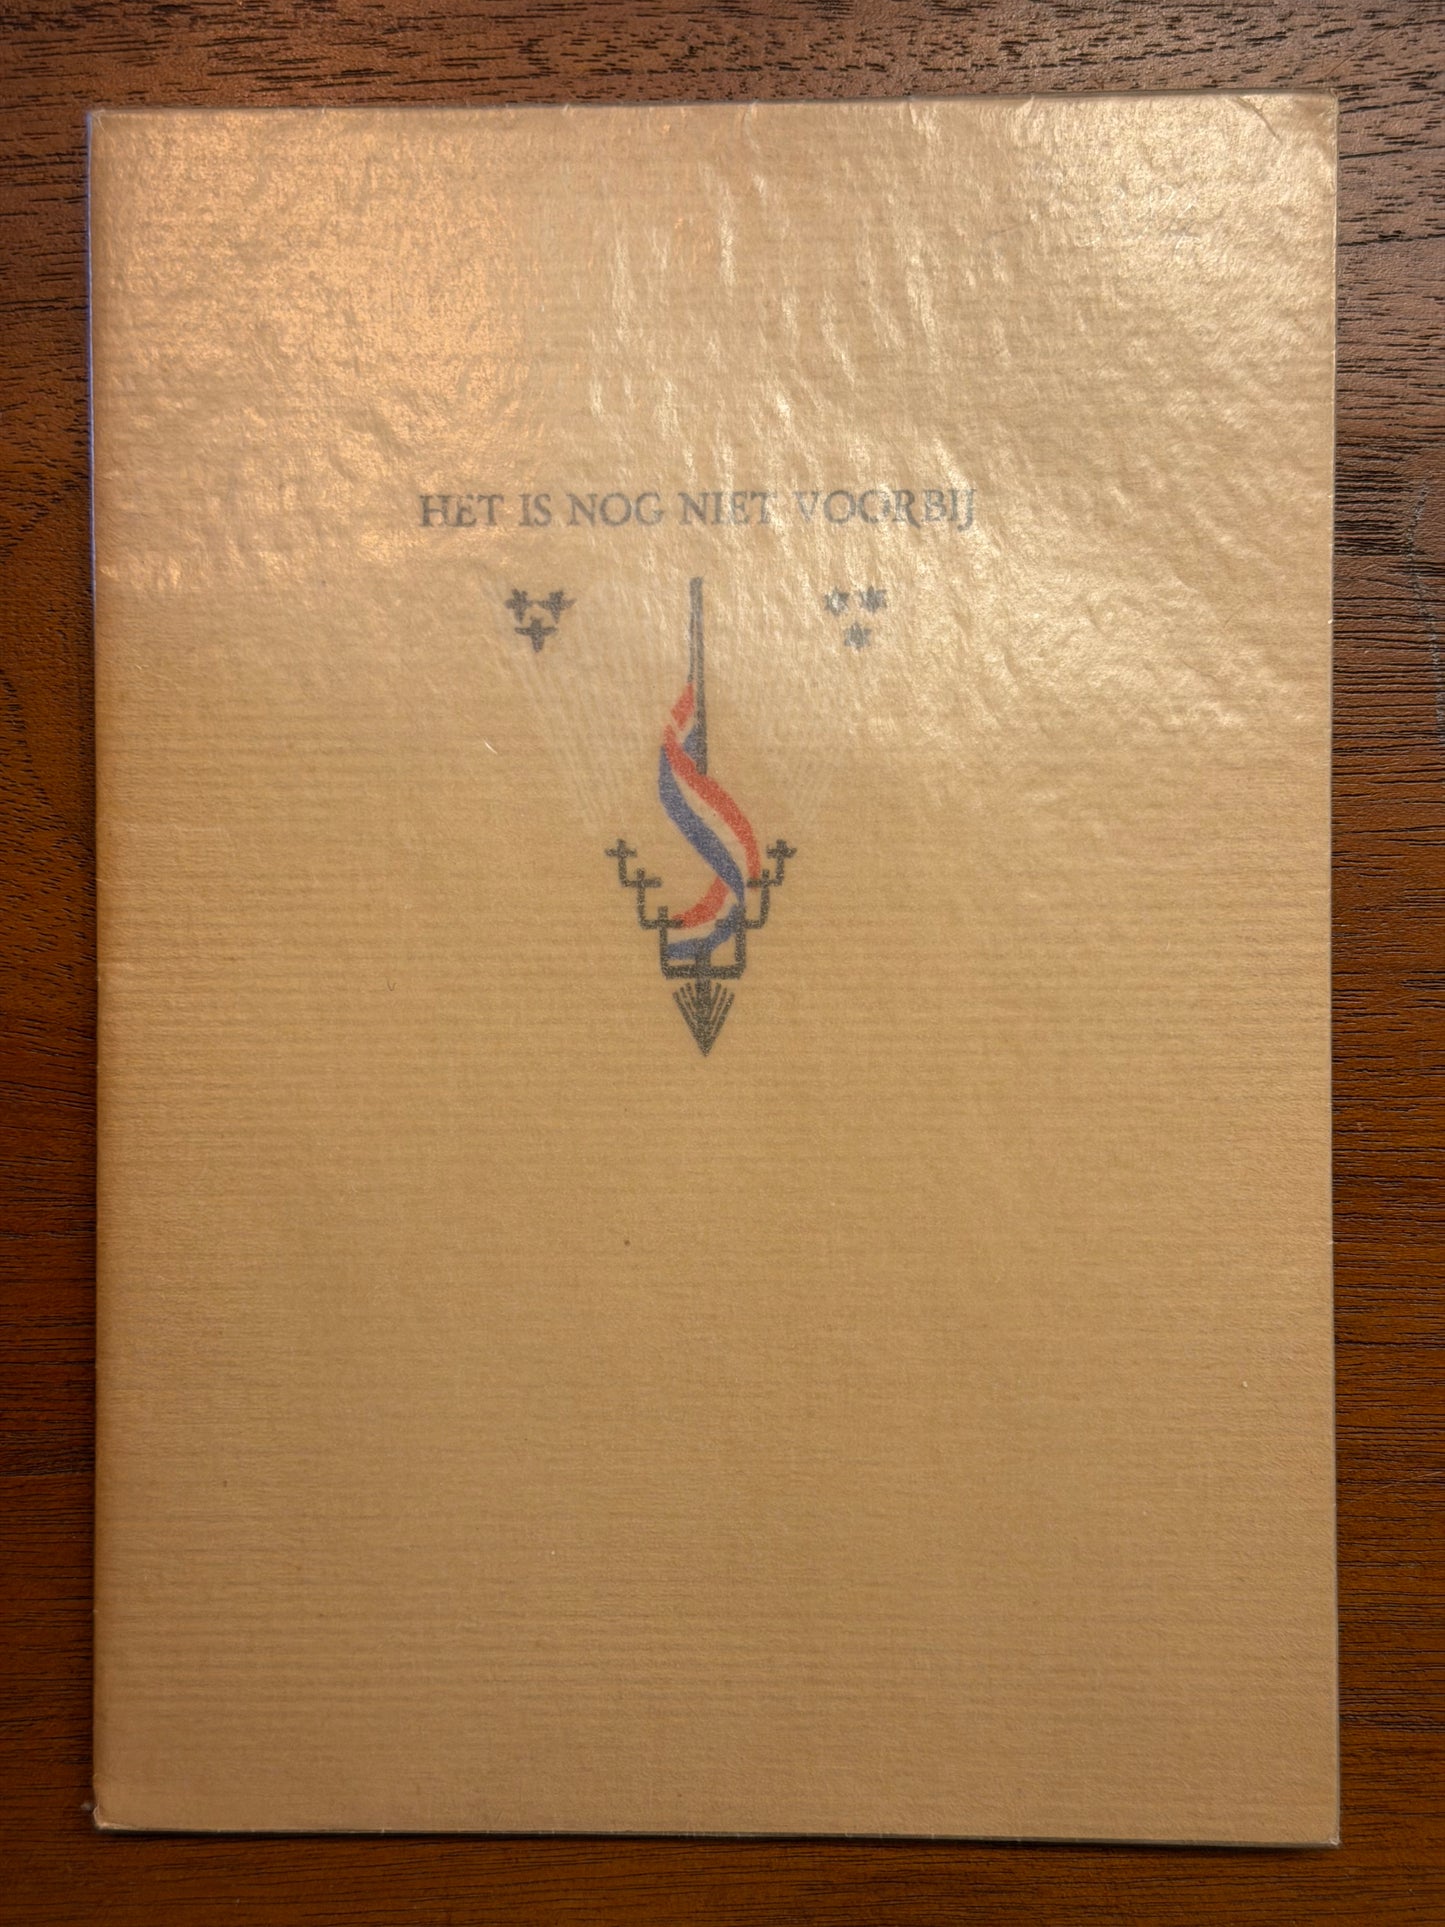 HET IS NOG NIET VOORBIJ